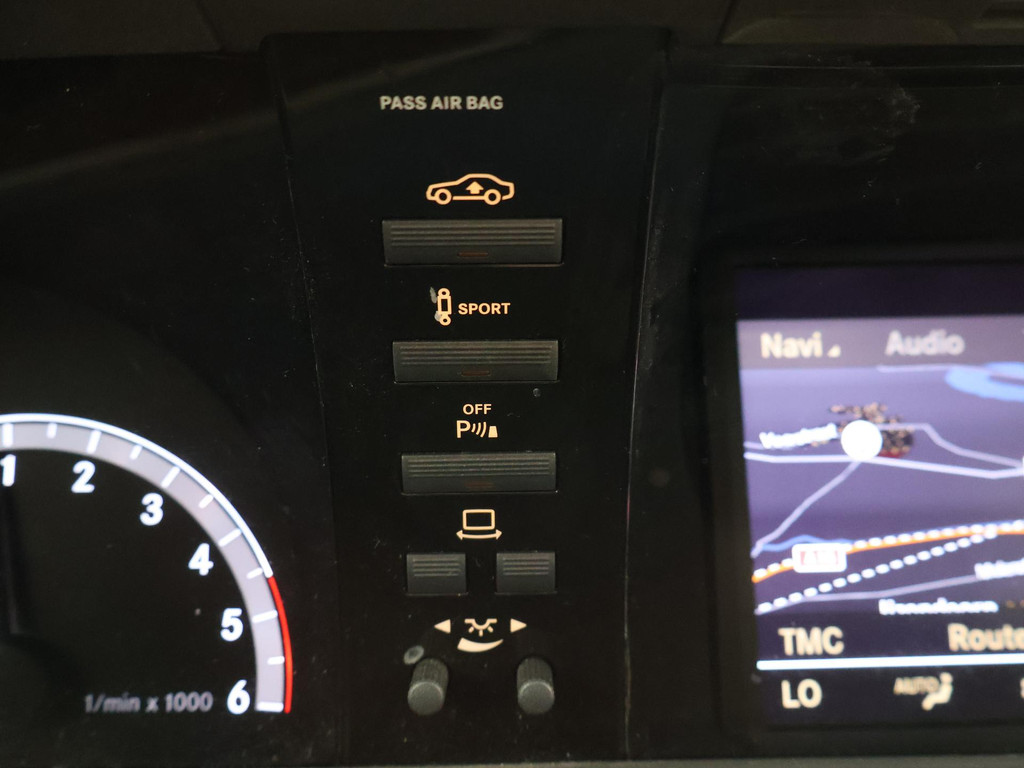 PASS AIR BAG
SPORT
OFF
P
1
2
3
4
5
6
1/min x 1000
Navi Audio
TMC Route
LO AUTO